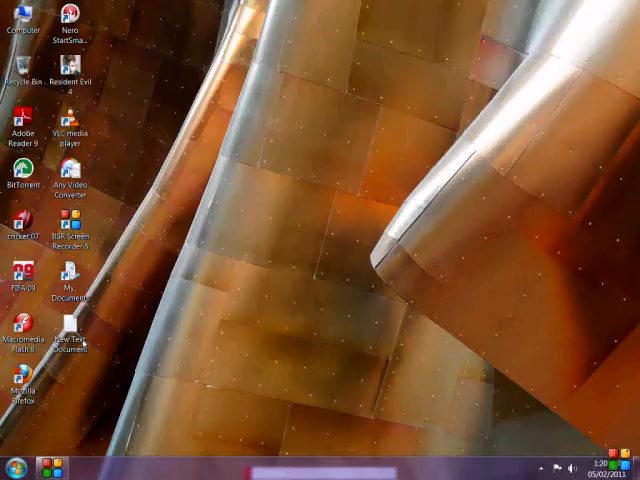 Computer
Nero
StartSma...
Recycle Bin
Resident Evil
4
Adobe
Reader 9
VLC media
player
BitTorrent
Any Video
Converter
cricket 07
BSR Screen
Recorder 5
FIFA 09
My
Documents
Macromedia
Flash 8
New Text
Document
Mozilla
Firefox
1:20
05/02/2011